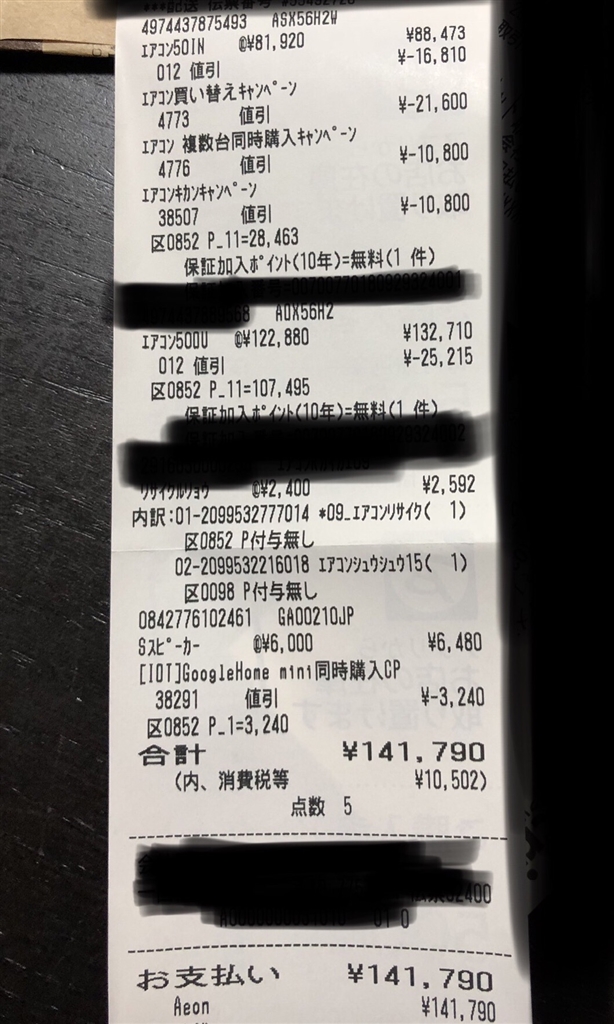 4974437875493 ASX56H2W
エアコン50IN @¥81,920 ¥88,473
012 値引 ¥-16,810
エアコン買い替えキャンペーン
4773 値引 ¥-21,600
エアコン 複数台同時購入キャンペーン
4776 値引 ¥-10,800
エアコンキカンキャンペーン
38507 値引 ¥-10,800
区0852 P_11=28,463
保証加入ポイント(10年)=無料(1 件)
AOX56H2
エアコン50OU @¥122,880 ¥132,710
012 値引 ¥-25,215
区0852 P_11=107,495
保証加入ポイント(10年)=無料(1 件)
リサイクルリョウ @¥2,400 ¥2,592
内訳:01-2099532777014 *09_エアコンリサイク( 1)
区0852 P付与無し
02-2099532216018 エアコンシュウシュウ15( 1)
区0098 P付与無し
0842776102461 GA00210JP
Sスピーカー @¥6,000 ¥6,480
[IOT]GoogleHome mini同時購入CP
38291 値引 ¥-3,240
区0852 P_1=3,240
合計 ¥141,790
(内、消費税等 ¥10,502)
点数 5
お支払い ¥141,790
Aeon ¥141,790